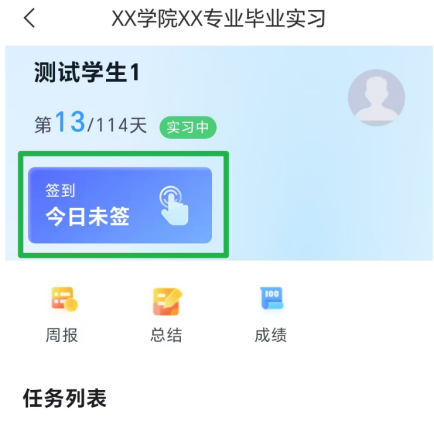 XX学院XX专业毕业实习
测试学生1
第13/114天 实习中
签到
今日未签
100
周报 总结 成绩
任务列表